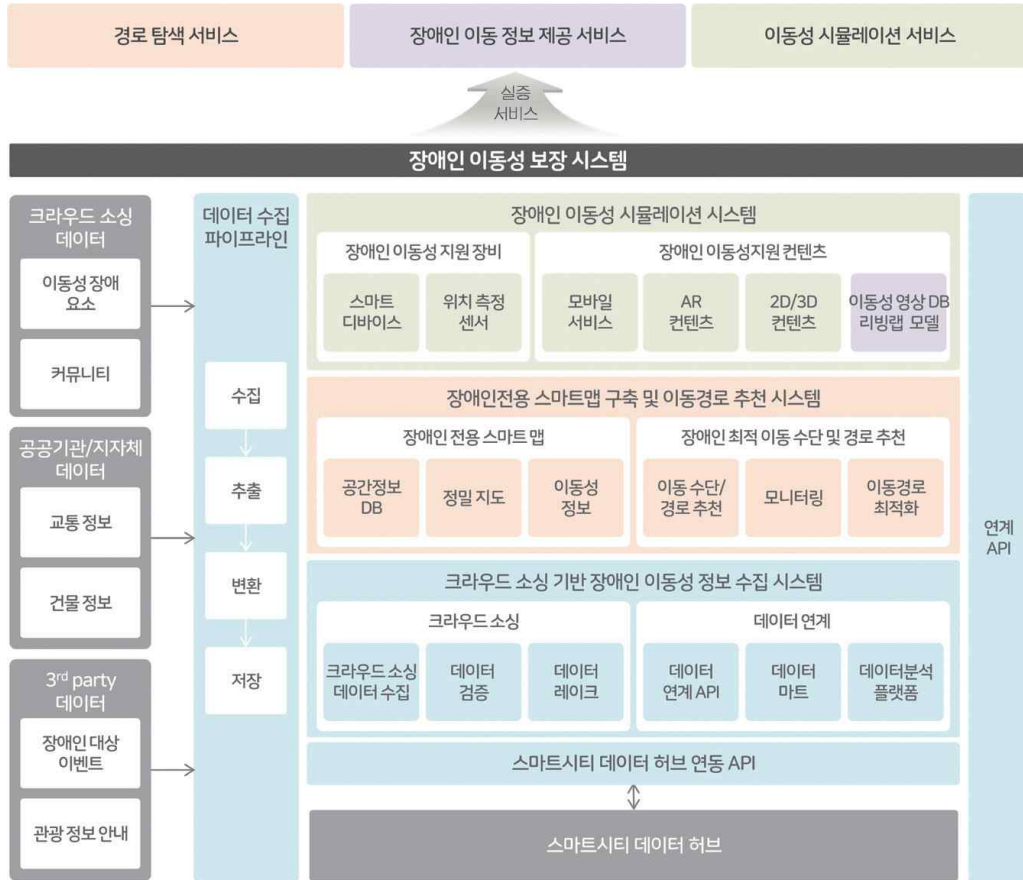 경로 탐색 서비스
장애인 이동 정보 제공 서비스
이동성 시뮬레이션 서비스
실증
서비스
장애인 이동성 보장 시스템
크라우드 소싱
데이터
이동성 장애
요소
커뮤니티
공공기관/지자체
데이터
교통 정보
건물 정보
3rd party
데이터
장애인 대상
이벤트
관광 정보 안내
데이터 수집
파이프라인
수집
추출
변환
저장
장애인 이동성 시뮬레이션 시스템
장애인 이동성 지원 장비
스마트
디바이스
위치 측정
센서
장애인 이동성지원 컨텐츠
모바일
서비스
AR
컨텐츠
2D/3D
컨텐츠
이동성 영상 DB
리빙랩 모델
장애인전용 스마트맵 구축 및 이동경로 추천 시스템
장애인 전용 스마트 맵
공간정보
DB
정밀 지도
이동성
정보
장애인 최적 이동 수단 및 경로 추천
이동 수단/
경로 추천
모니터링
이동경로
최적화
크라우드 소싱 기반 장애인 이동성 정보 수집 시스템
크라우드 소싱
크라우드 소싱
데이터 수집
데이터
검증
데이터
레이크
데이터 연계
데이터
연계 API
데이터
마트
데이터분석
플랫폼
스마트시티 데이터 허브 연동 API
스마트시티 데이터 허브
연계
API